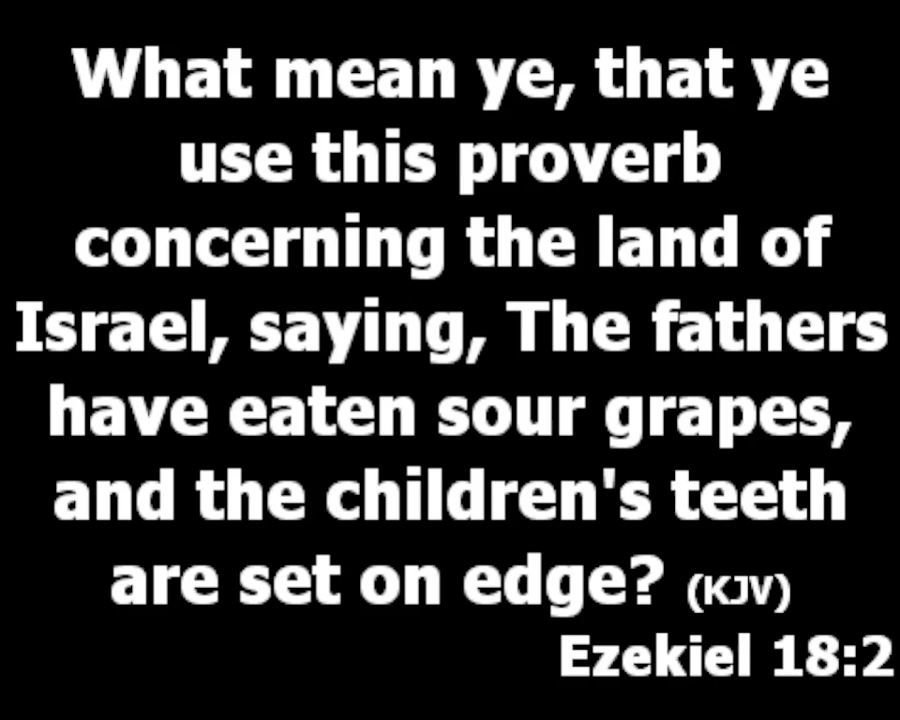 What mean ye, that ye
use this proverb
concerning the land of
Israel, saying, The fathers
have eaten sour grapes,
and the children's teeth
are set on edge? (KJV)
Ezekiel 18:2